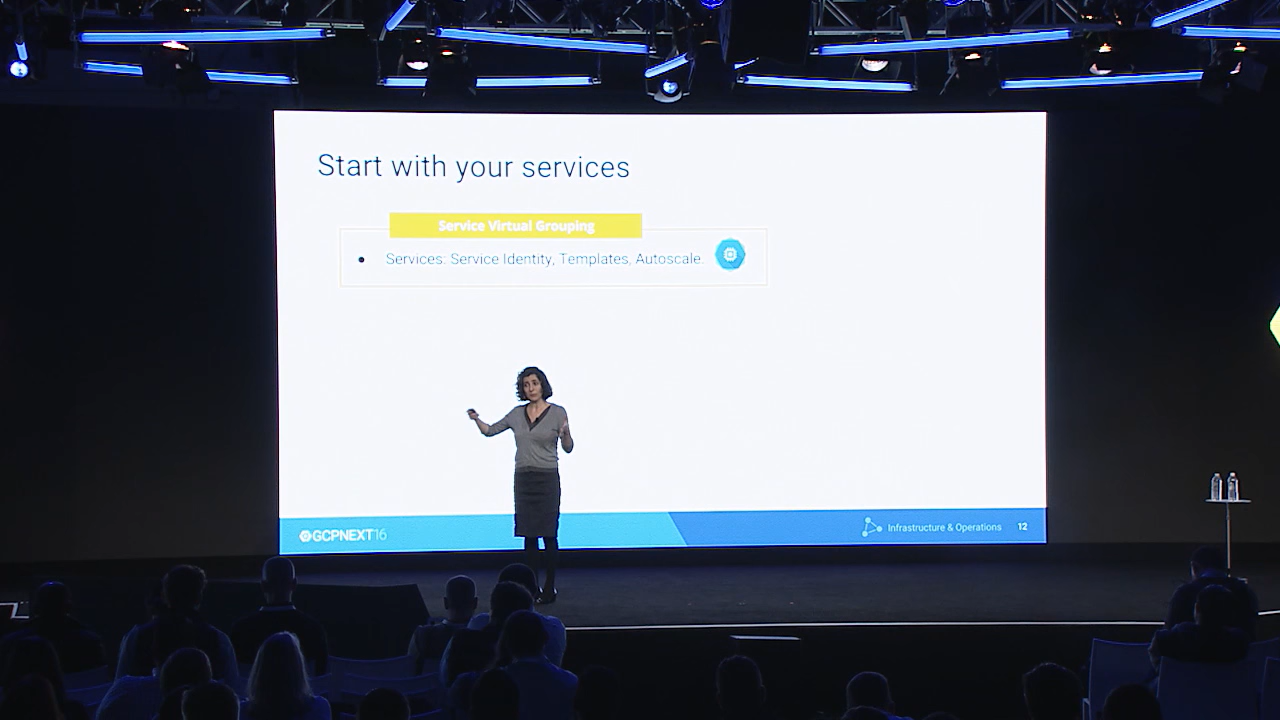 Start with your services
Service Virtual Grouping
• Services: Service Identity, Templates, Autoscale.
GCPNEXT16
Infrastructure & Operations 12